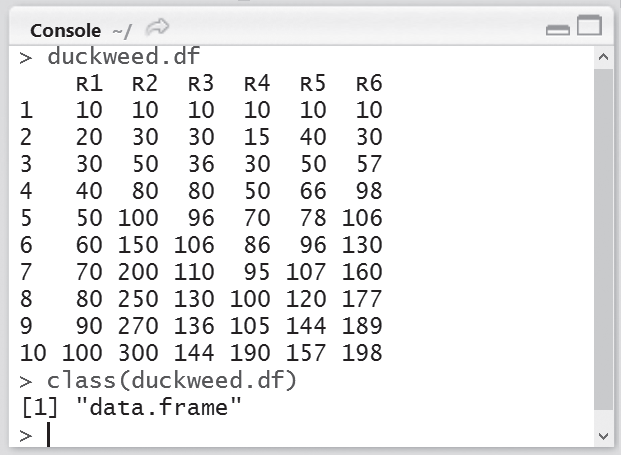 Console ~/
> duckweed.df
R1 R2 R3 R4 R5 R6
1 10 10 10 10 10 10
2 20 30 30 15 40 30
3 30 50 36 30 50 57
4 40 80 80 50 66 98
5 50 100 96 70 78 106
6 60 150 106 86 96 130
7 70 200 110 95 107 160
8 80 250 130 100 120 177
9 90 270 136 105 144 189
10 100 300 144 190 157 198
> class(duckweed.df)
[1] "data.frame"
>